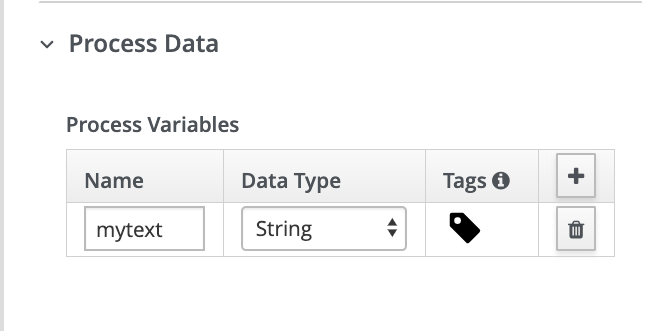 Process Data
Process Variables
Name Data Type Tags
mytext String